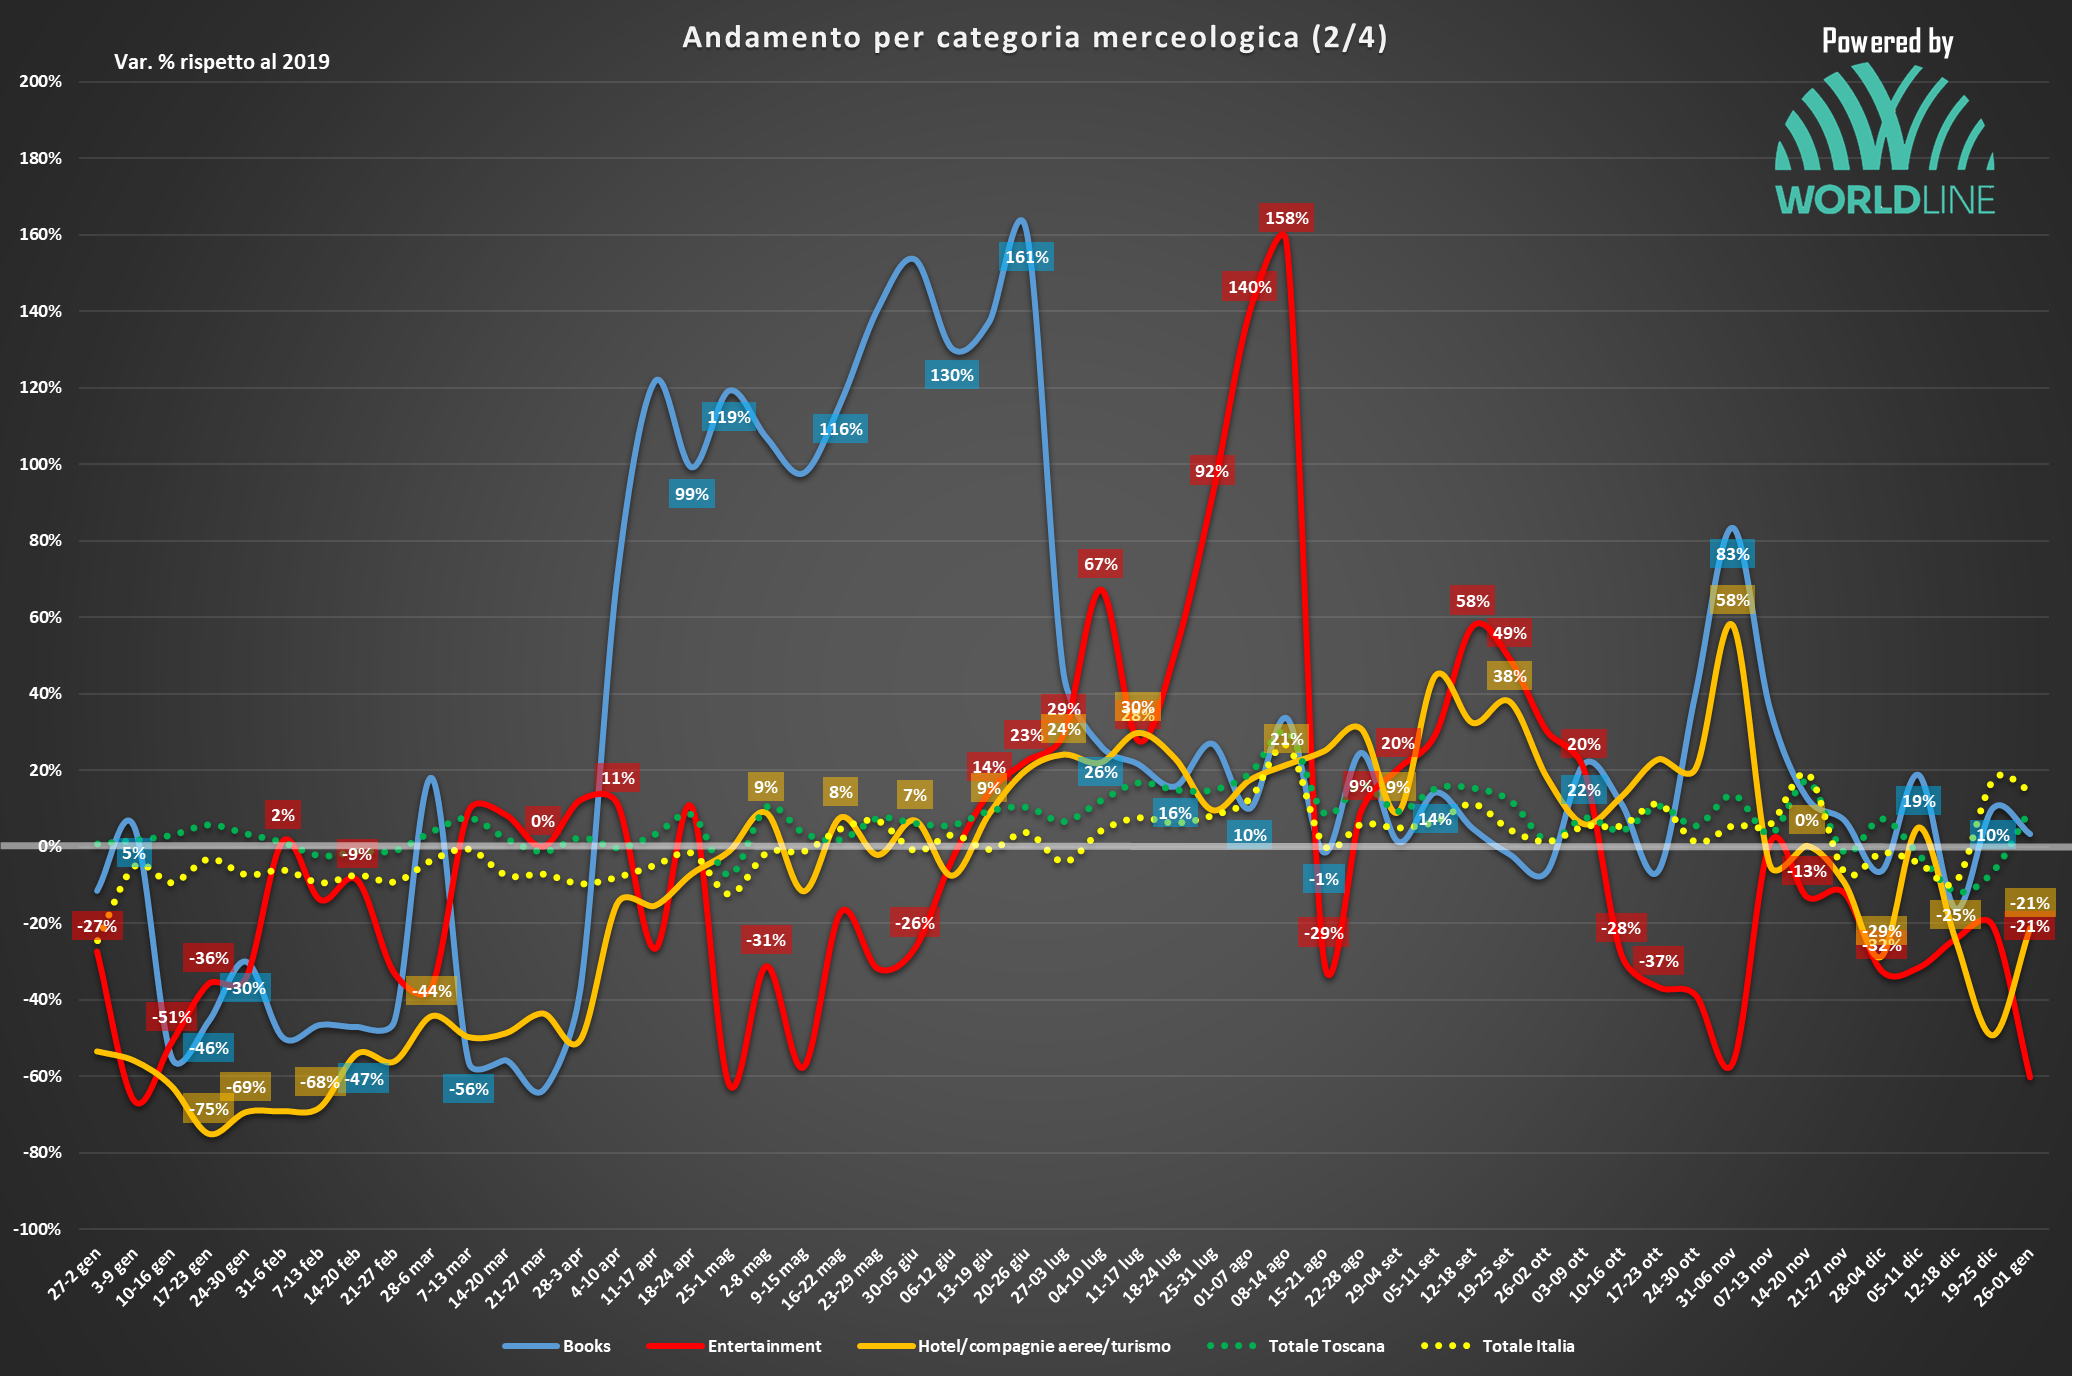 Andamento per categoria merceologica (2/4)
Powered by
WORLDLINE
Var. % rispetto al 2019
200%
180%
160%
140%
120%
100%
80%
60%
40%
20%
0%
-20%
-40%
-60%
-80%
-100%
158%
140%
161%
130%
119%
116%
99%
92%
67%
58%
49%
38%
83%
58%
29%
24%
30%
28%
23%
14%
9%
26%
16%
10%
21%
-1%
-29%
9%
20%
9%
14%
20%
22%
-28%
-37%
0%
-13%
-29%
-32%
19%
-25%
10%
-21%
-21%
5%
-27%
-51%
-36%
-46%
-30%
-75%
-69%
2%
-9%
-68%
-47%
-44%
-56%
0%
11%
9%
-31%
8%
7%
-26%
27-2 gen
3-9 gen
10-16 gen
17-23 gen
24-30 gen
31-6 feb
7-13 feb
14-20 feb
21-27 feb
28-6 mar
7-13 mar
14-20 mar
21-27 mar
28-3 apr
4-10 apr
11-17 apr
18-24 apr
25-1 mag
2-8 mag
9-15 mag
16-22 mag
23-29 mag
30-05 giu
06-12 giu
13-19 giu
20-26 giu
27-03 lug
04-10 lug
11-17 lug
18-24 lug
25-31 lug
01-07 ago
08-14 ago
15-21 ago
22-28 ago
29-04 set
05-11 set
12-18 set
19-25 set
26-02 ott
03-09 ott
10-16 ott
17-23 ott
24-30 ott
31-06 nov
07-13 nov
14-20 nov
21-27 nov
28-04 dic
05-11 dic
12-18 dic
19-25 dic
26-01 gen
Books
Entertainment
Hotel/compagnie aeree/turismo
Totale Toscana
Totale Italia